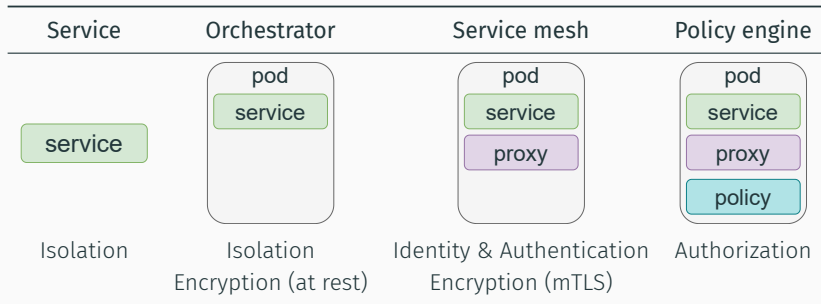 Service Orchestrator Service mesh Policy engine
pod pod pod
service service service
service proxy proxy
policy
Isolation Isolation Identity & Authentication Authorization
Encryption (at rest) Encryption (mTLS)